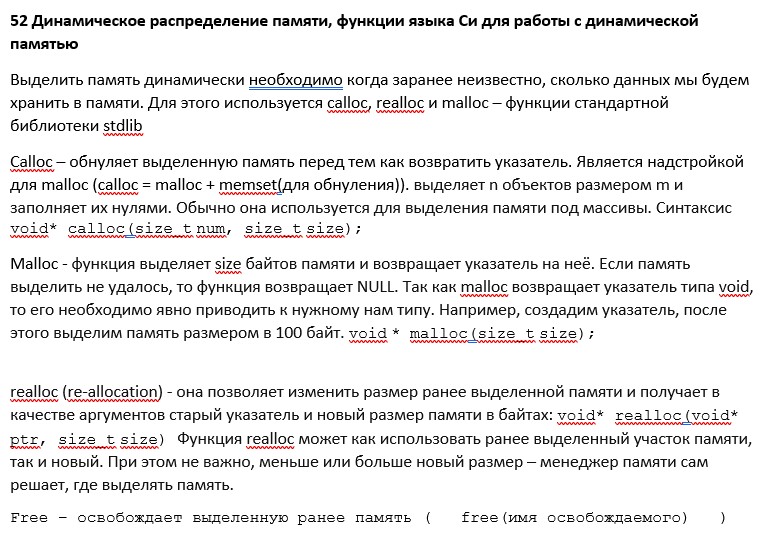 52 Динамическое распределение памяти, функции языка Си для работы с динамической
памятью
Выделить память динамически необходимо когда заранее неизвестно, сколько данных мы будем
хранить в памяти. Для этого используется calloc, realloc и malloc – функции стандартной
библиотеки stdlib
Calloc – обнуляет выделенную память перед тем как возвратить указатель. Является надстройкой
для malloc (calloc = malloc + memset(для обнуления)). выделяет n объектов размером m и
заполняет их нулями. Обычно она используется для выделения памяти под массивы. Синтаксис
void* calloc(size_t num, size_t size);
Malloc - функция выделяет size байтов памяти и возвращает указатель на неё. Если память
выделить не удалось, то функция возвращает NULL. Так как malloc возвращает указатель типа void,
то его необходимо явно приводить к нужному нам типу. Например, создадим указатель, после
этого выделим память размером в 100 байт. void * malloc(size_t size);
realloc (re-allocation) - она позволяет изменить размер ранее выделенной памяти и получает в
качестве аргументов старый указатель и новый размер памяти в байтах: void* realloc(void*
ptr, size_t size) Функция realloc может как использовать ранее выделенный участок памяти,
так и новый. При этом не важно, меньше или больше новый размер – менеджер памяти сам
решает, где выделять память.
Free – освобождает выделенную ранее память ( free(имя освобождаемого) )